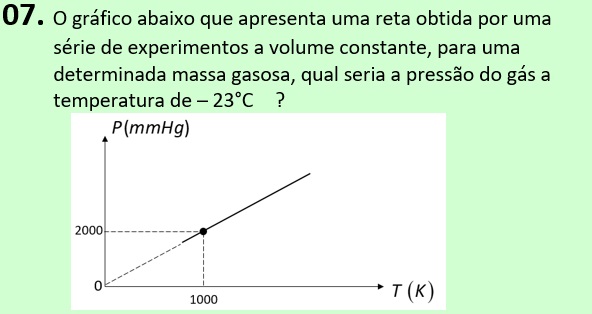 07. O gráfico abaixo que apresenta uma reta obtida por uma
série de experimentos a volume constante, para uma
determinada massa gasosa, qual seria a pressão do gás a
temperatura de – 23°C ?
P(mmHg)
2000
0
1000
T (K)